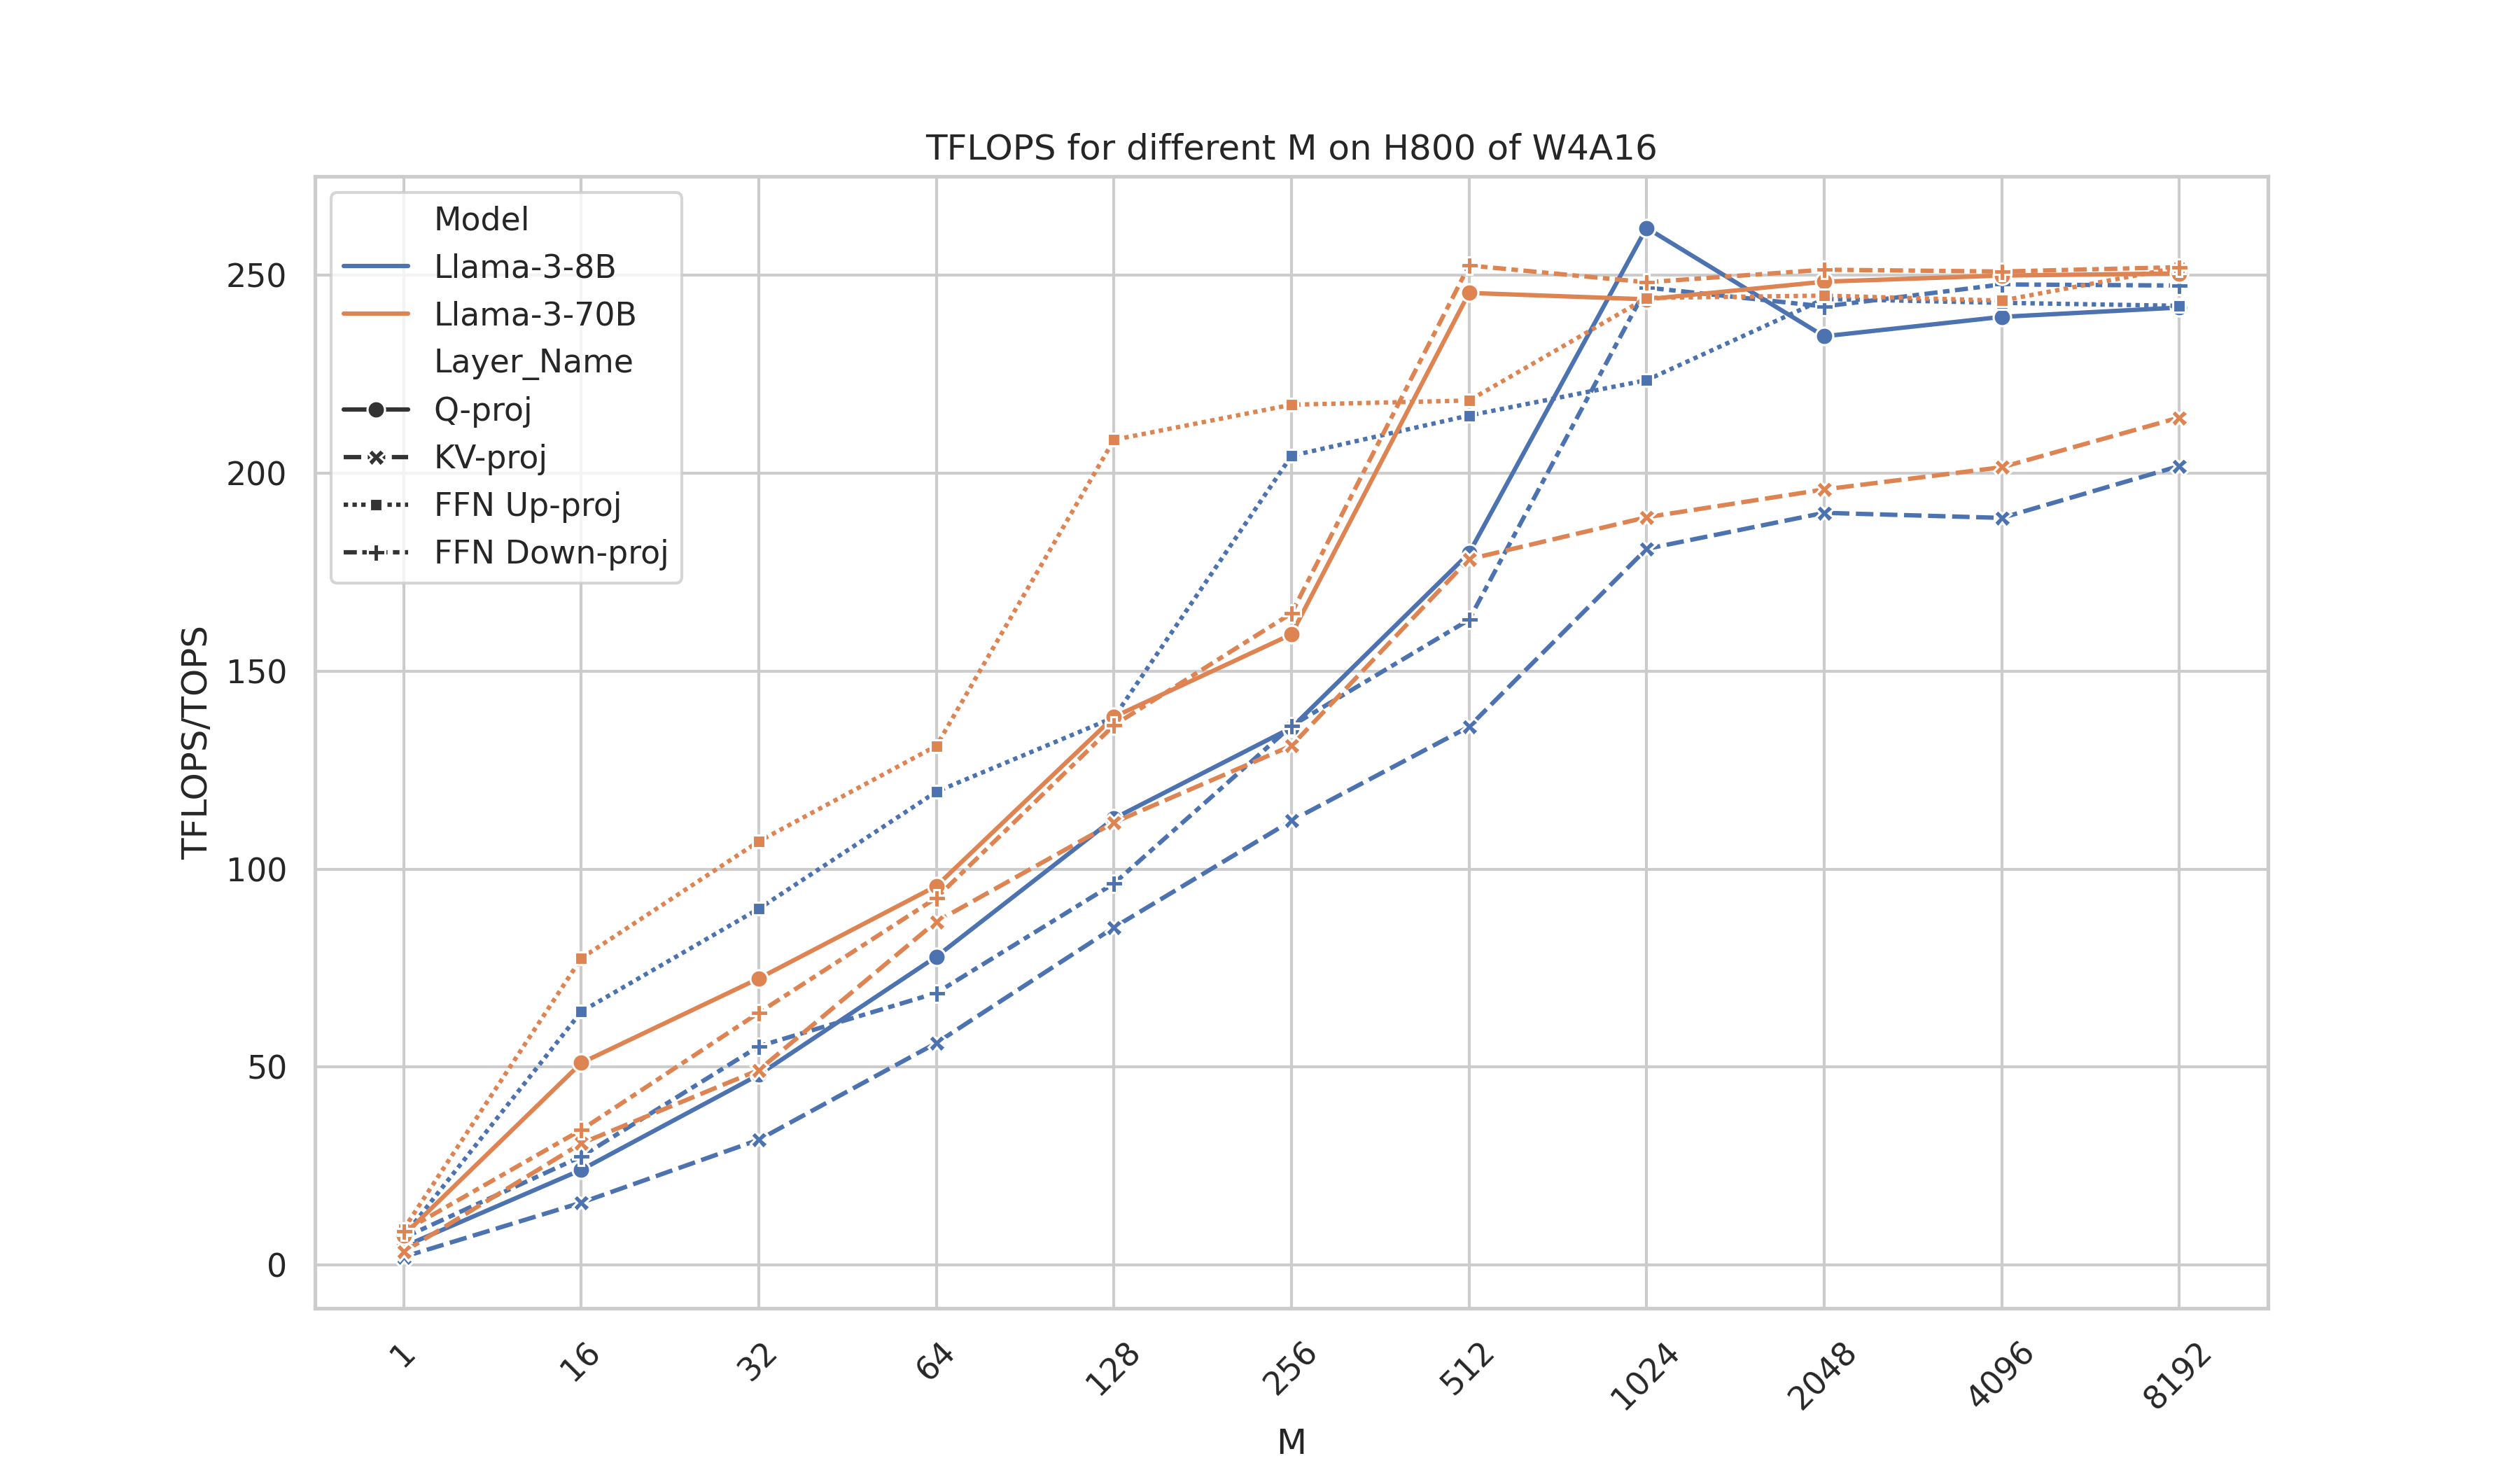 TFLOPS for different M on H800 of W4A16
Model
Llama-3-8B
Llama-3-70B
Layer_Name
Q-proj
KV-proj
FFN Up-proj
FFN Down-proj
TFLOPS/TOPS
250
200
150
100
50
0
1 16 32 64 128 256 512 1024 2048 4096 8192
M